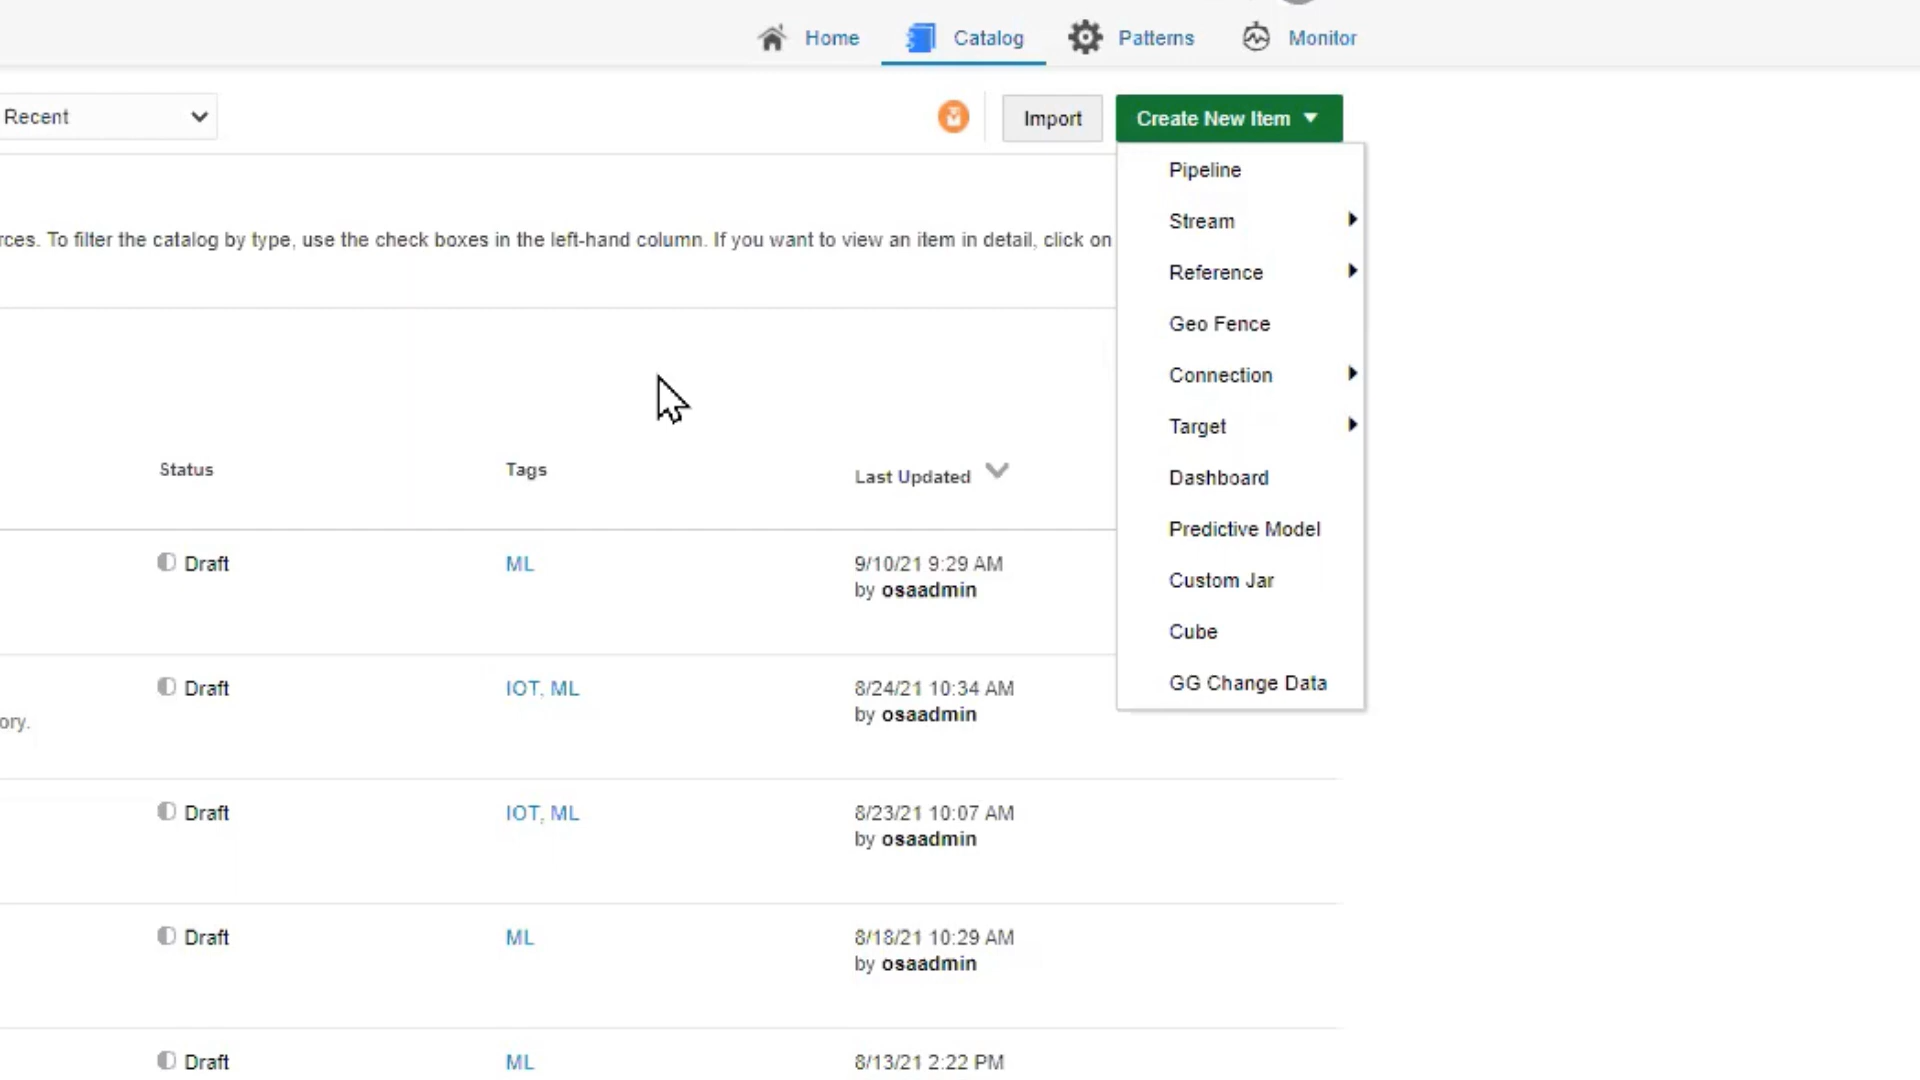 Home Catalog Patterns Monitor
Recent
Import
Create New Item
Pipeline
Stream
Reference
Geo Fence
Connection
Target
Dashboard
Predictive Model
Custom Jar
Cube
GG Change Data
rces. To filter the catalog by type, use the check boxes in the left-hand column. If you want to view an item in detail, click on
Status Tags Last Updated
Draft ML 9/10/21 9:29 AM
by osaadmin
Draft IOT, ML 8/24/21 10:34 AM
ory. by osaadmin
Draft IOT, ML 8/23/21 10:07 AM
by osaadmin
Draft ML 8/18/21 10:29 AM
by osaadmin
Draft ML 8/13/21 2:22 PM